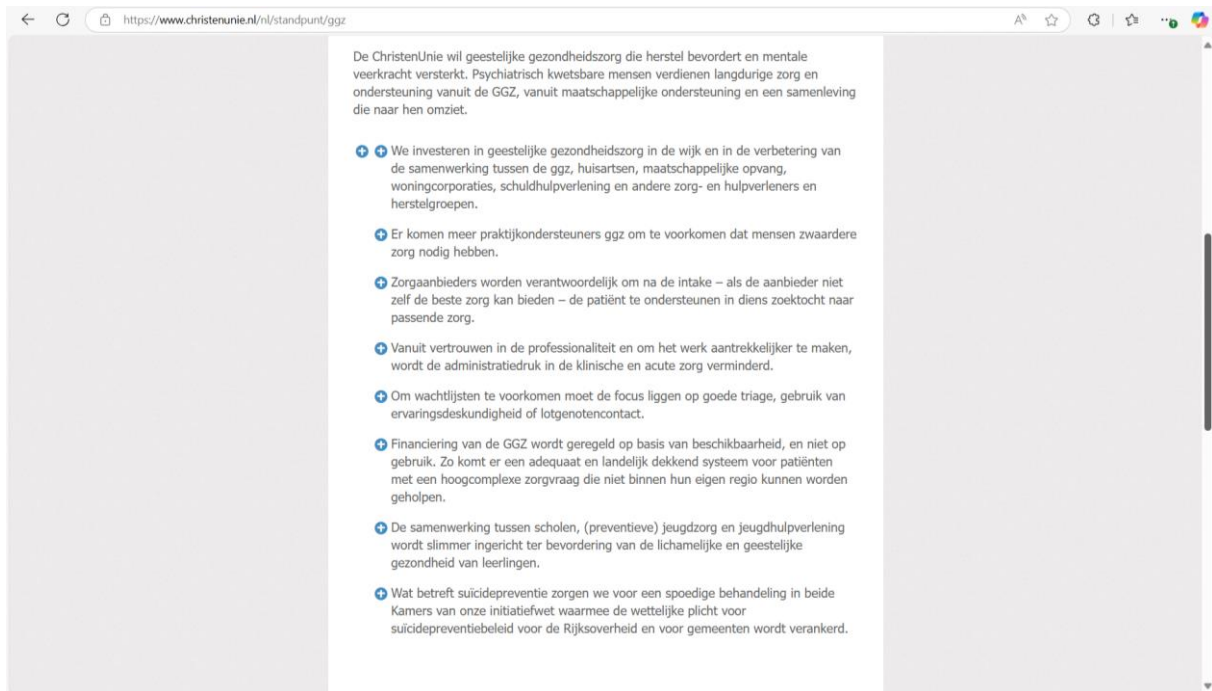 https://www.christenunie.nl/nl/standpunt/ggz
De ChristenUnie wil geestelijke gezondheidszorg die herstel bevordert en mentale
veerkracht versterkt. Psychiatrisch kwetsbare mensen verdienen langdurige zorg en
ondersteuning vanuit de GGZ, vanuit maatschappelijke ondersteuning en een samenleving
die naar hen omziet.
We investeren in geestelijke gezondheidszorg in de wijk en in de verbetering van
de samenwerking tussen de ggz, huisartsen, maatschappelijke opvang,
woningcorporaties, schuldhulpverlening en andere zorg- en hulpverleners en
herstelgroepen.
Er komen meer praktijkondersteuners ggz om te voorkomen dat mensen zwaardere
zorg nodig hebben.
Zorgaanbieders worden verantwoordelijk om na de intake – als de aanbieder niet
zelf de beste zorg kan bieden – de patiënt te ondersteunen in diens zoektocht naar
passende zorg.
Vanuit vertrouwen in de professionaliteit en om het werk aantrekkelijker te maken,
wordt de administratiedruk in de klinische en acute zorg verminderd.
Om wachtlijsten te voorkomen moet de focus liggen op goede triage, gebruik van
ervaringsdeskundigheid of lotgenotencontact.
Financiering van de GGZ wordt geregeld op basis van beschikbaarheid, en niet op
gebruik. Zo komt er een adequaat en landelijk dekkend systeem voor patiënten
met een hoogcomplexe zorgvraag die niet binnen hun eigen regio kunnen worden
geholpen.
De samenwerking tussen scholen, (preventieve) jeugdzorg en jeugdhulpverlening
wordt slimmer ingericht ter bevordering van de lichamelijke en geestelijke
gezondheid van leerlingen.
Wat betreft suïcidepreventie zorgen we voor een spoedige behandeling in beide
Kamers van onze initiatiefwet waarmee de wettelijke plicht voor
suïcidepreventiebeleid voor de Rijksoverheid en voor gemeenten wordt verankerd.